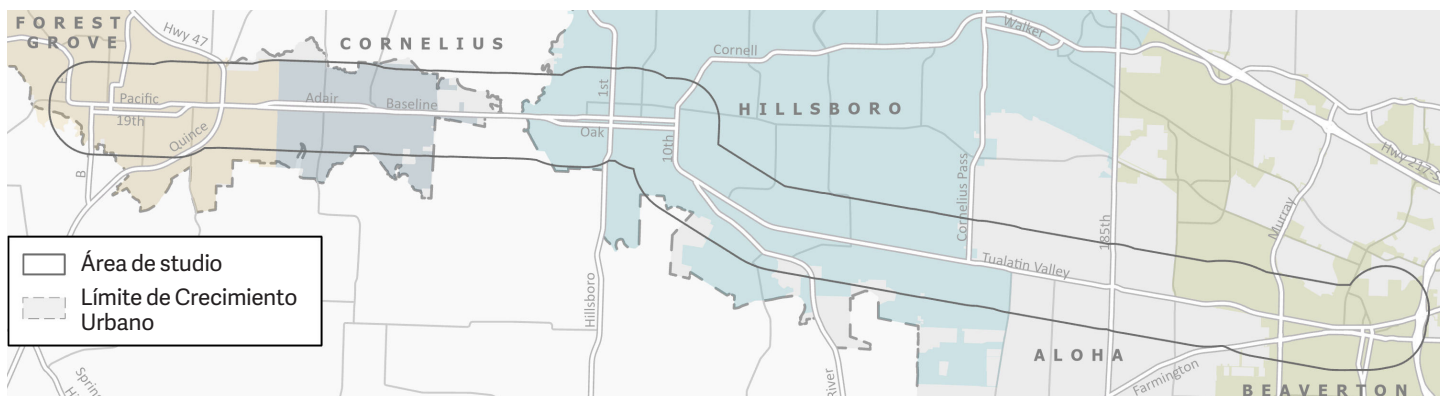 FOREST
GROVE
Hwy 47
CORNELIUS
Cornell
Walker
1st
Pacific
19th
Adair
Baseline
HILLSBORO
Oak
10th
Quince
B
Hwy 217-S
Cornelius Pass
185th
Murray
Tualatin Valley
Área de studio
Límite de Crecimiento
Urbano
Hillsboro
River
ALOHA
Farmington
BEAVERTON